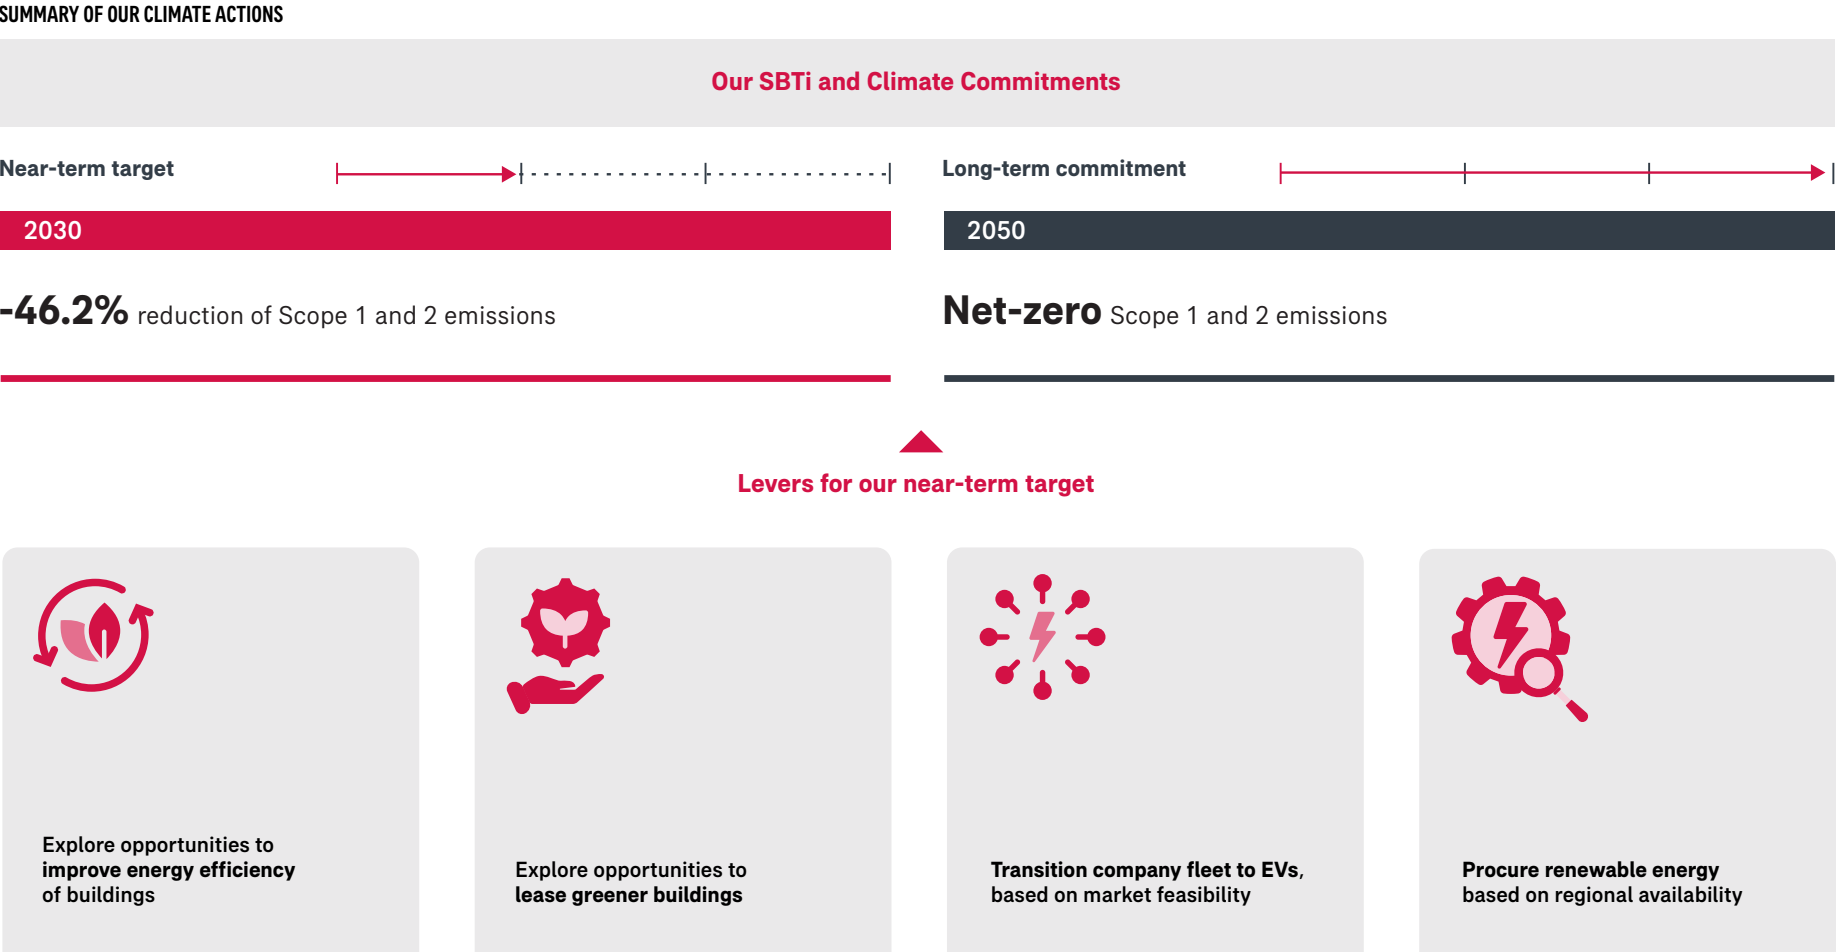 SUMMARY OF OUR CLIMATE ACTIONS
Our SBTi and Climate Commitments
Near-term target
2030
-46.2% reduction of Scope 1 and 2 emissions
Long-term commitment
2050
Net-zero Scope 1 and 2 emissions
Levers for our near-term target
Explore opportunities to
improve energy efficiency
of buildings
Explore opportunities to
lease greener buildings
Transition company fleet to EVs,
based on market feasibility
Procure renewable energy
based on regional availability